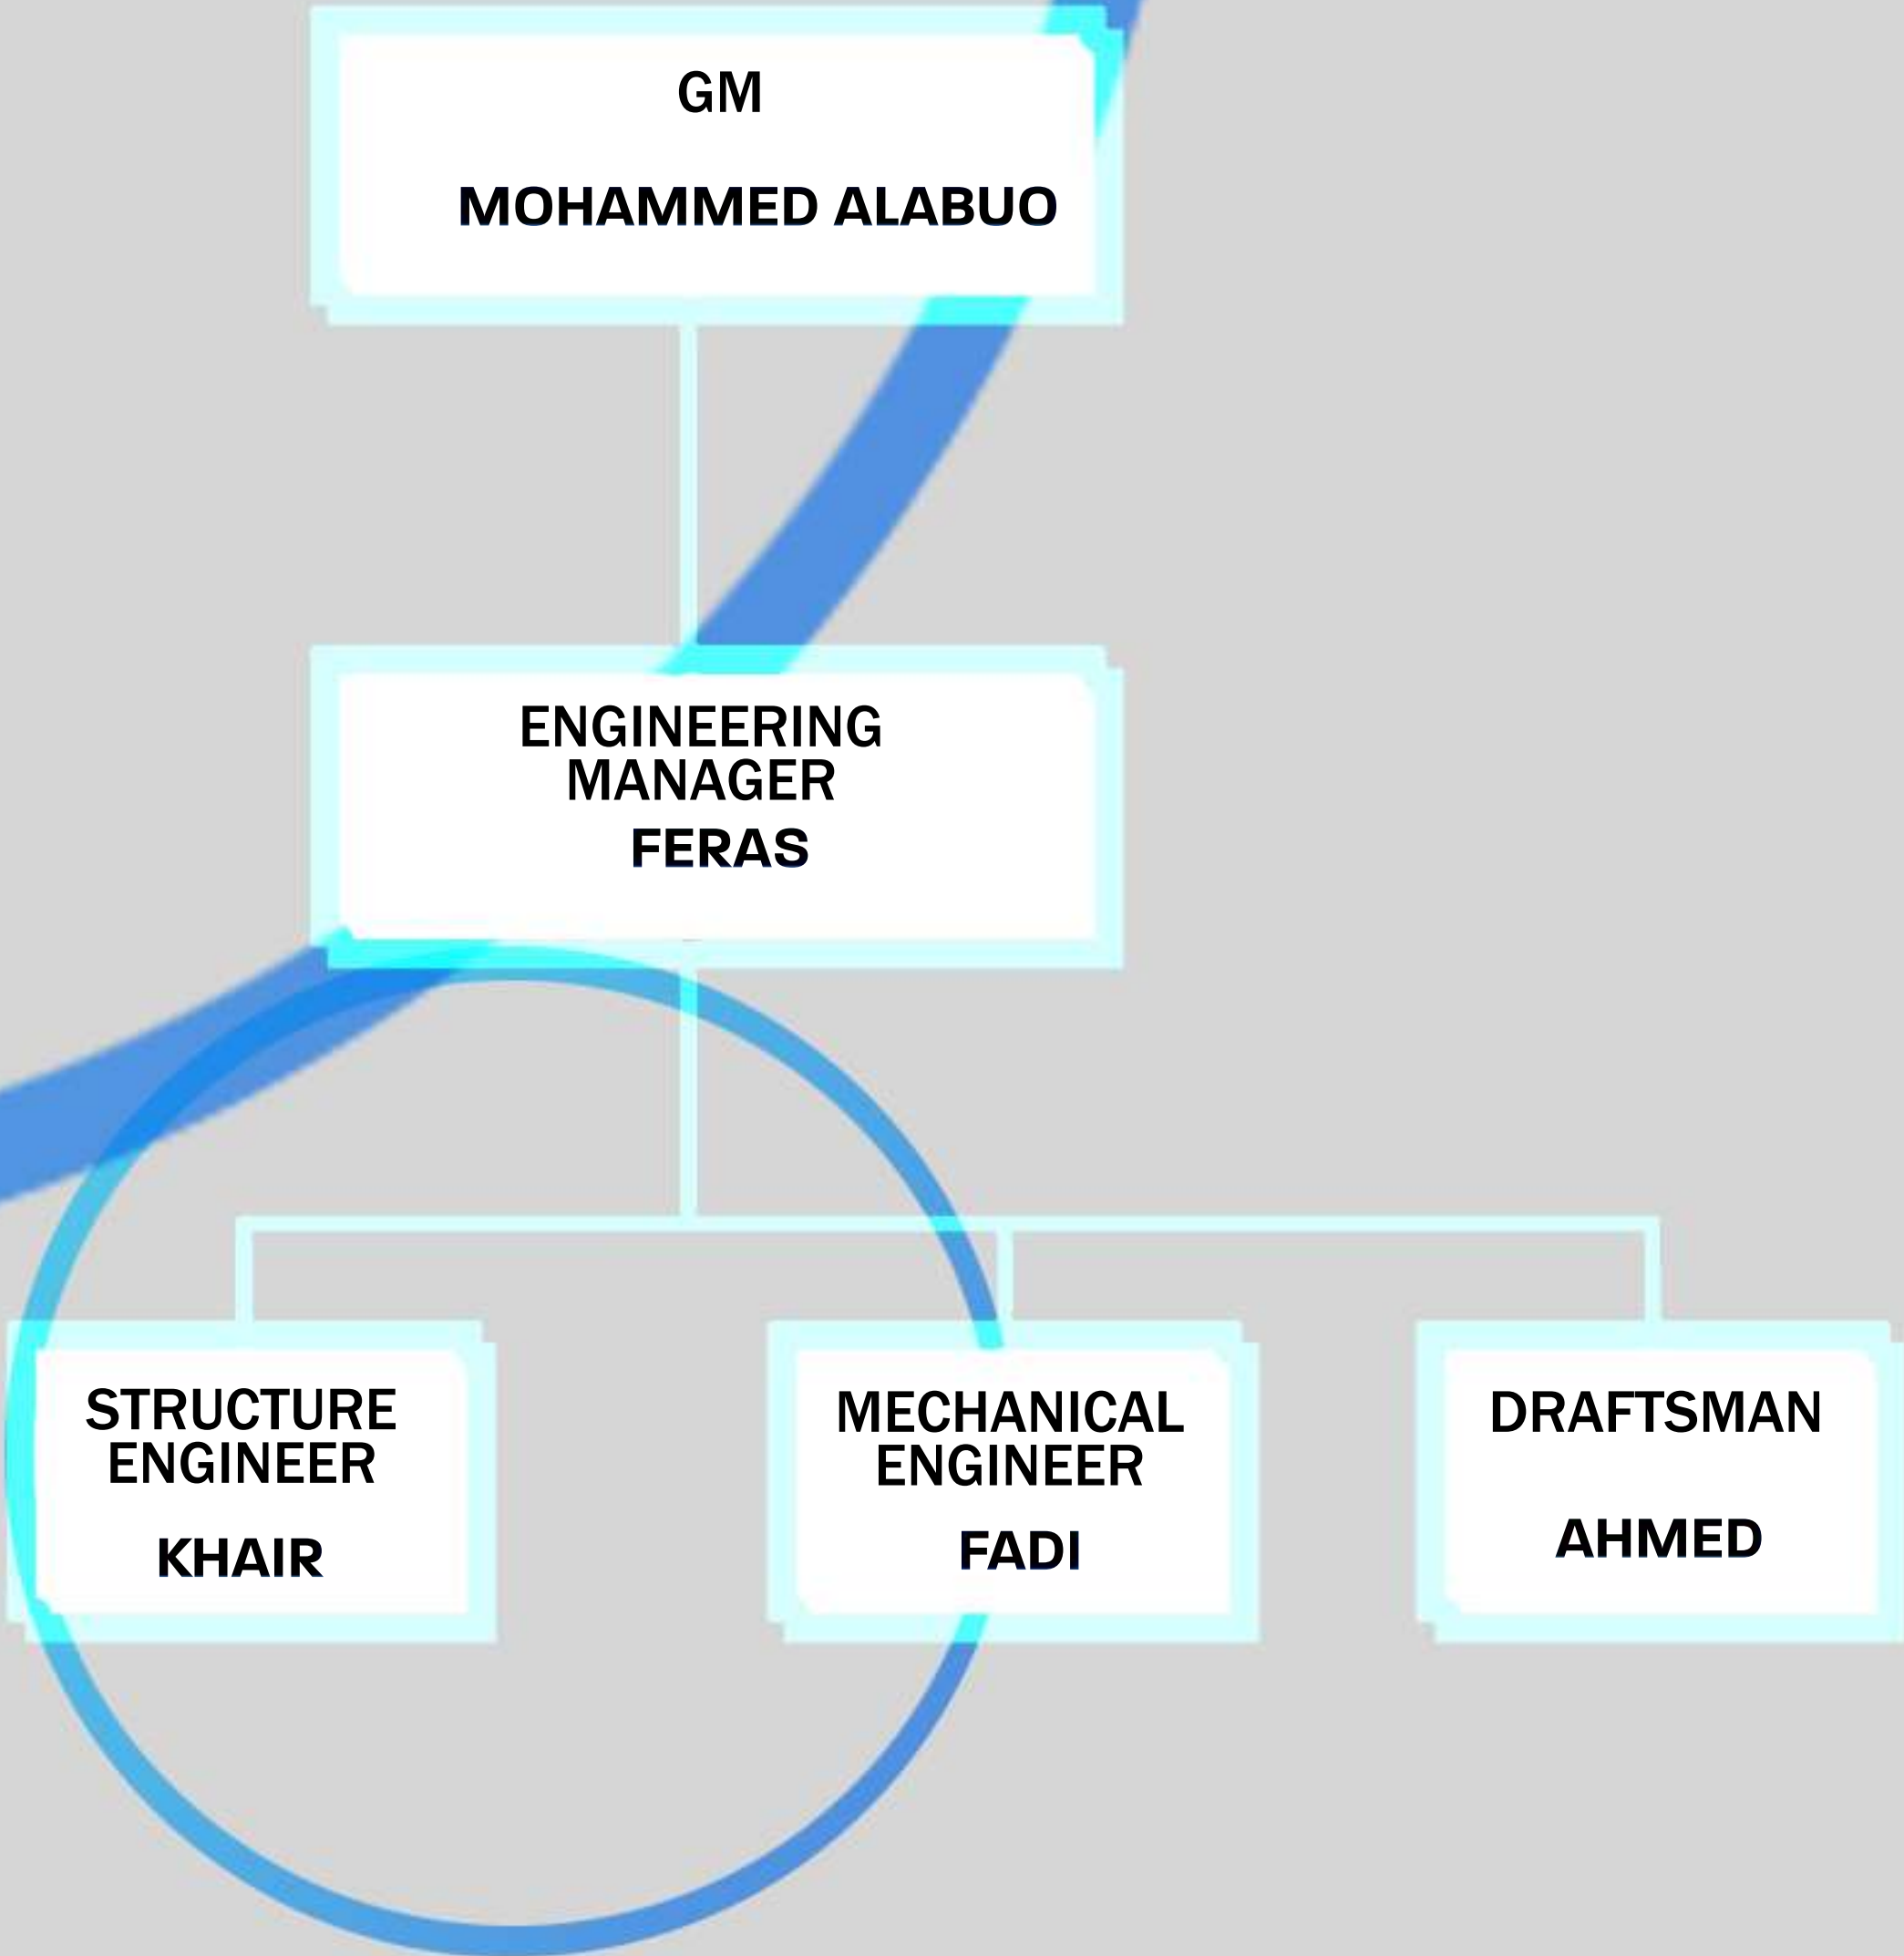 GM
MOHAMMED ALABUO
ENGINEERING
MANAGER
FERAS
STRUCTURE
ENGINEER
KHAIR
MECHANICAL
ENGINEER
FADI
DRAFTSMAN
AHMED